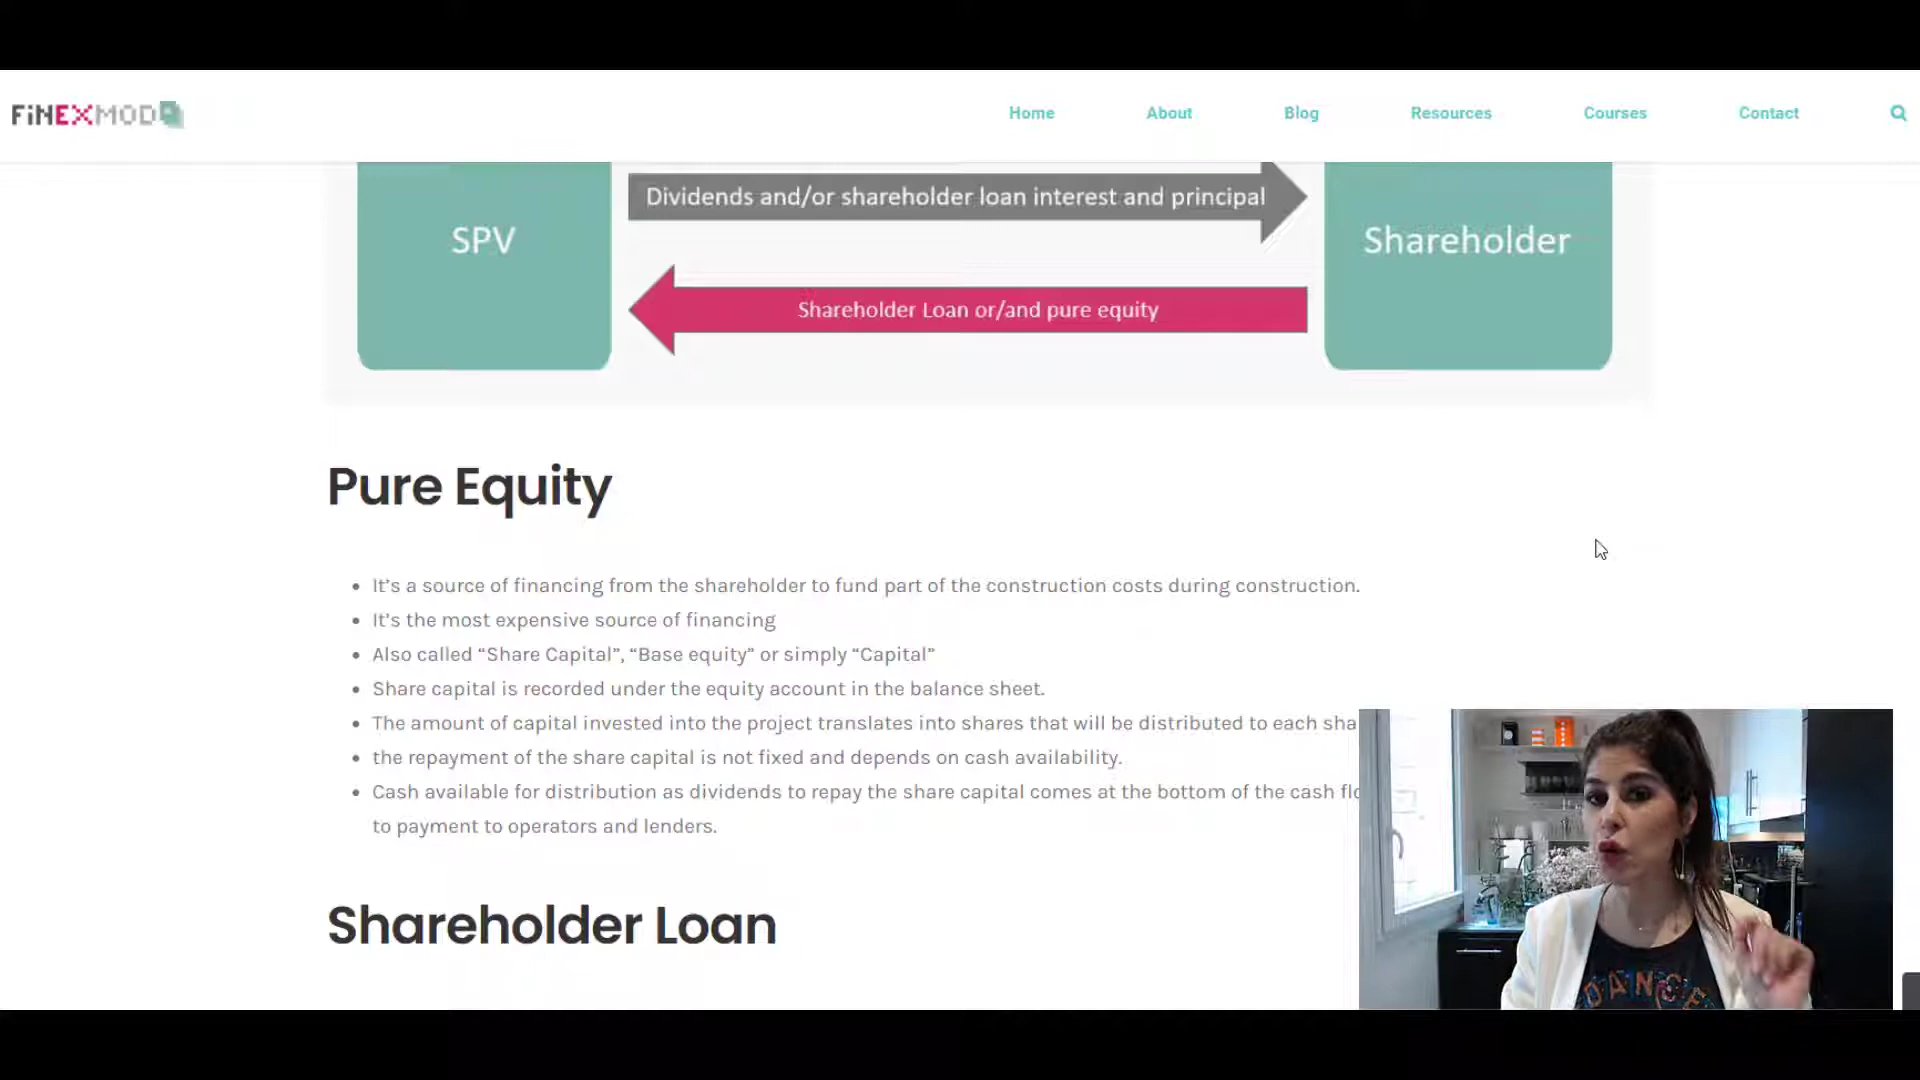 FiNEXMOD
Home About Blog Resources Courses Contact
Dividends and/or shareholder loan interest and principal
SPV
Shareholder
Shareholder Loan or/and pure equity
Pure Equity
It’s a source of financing from the shareholder to fund part of the construction costs during construction.
It’s the most expensive source of financing
Also called “Share Capital”, “Base equity” or simply “Capital”
Share capital is recorded under the equity account in the balance sheet.
The amount of capital invested into the project translates into shares that will be distributed to each sha
the repayment of the share capital is not fixed and depends on cash availability.
Cash available for distribution as dividends to repay the share capital comes at the bottom of the cash flo
to payment to operators and lenders.
Shareholder Loan
DANCE